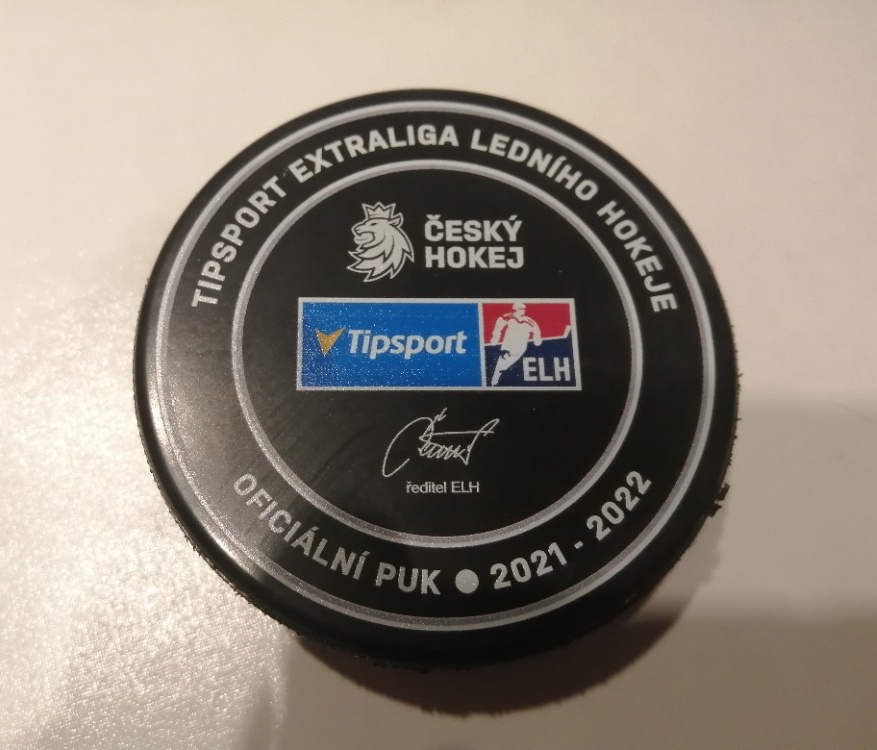 TIPSPORT EXTRALIGA LEDNÍHO HOKEJE
ČESKÝ
HOKEJ
Tipsport
ELH
ředitel ELH
OFICIÁLNÍ PUK ● 2021 - 2022